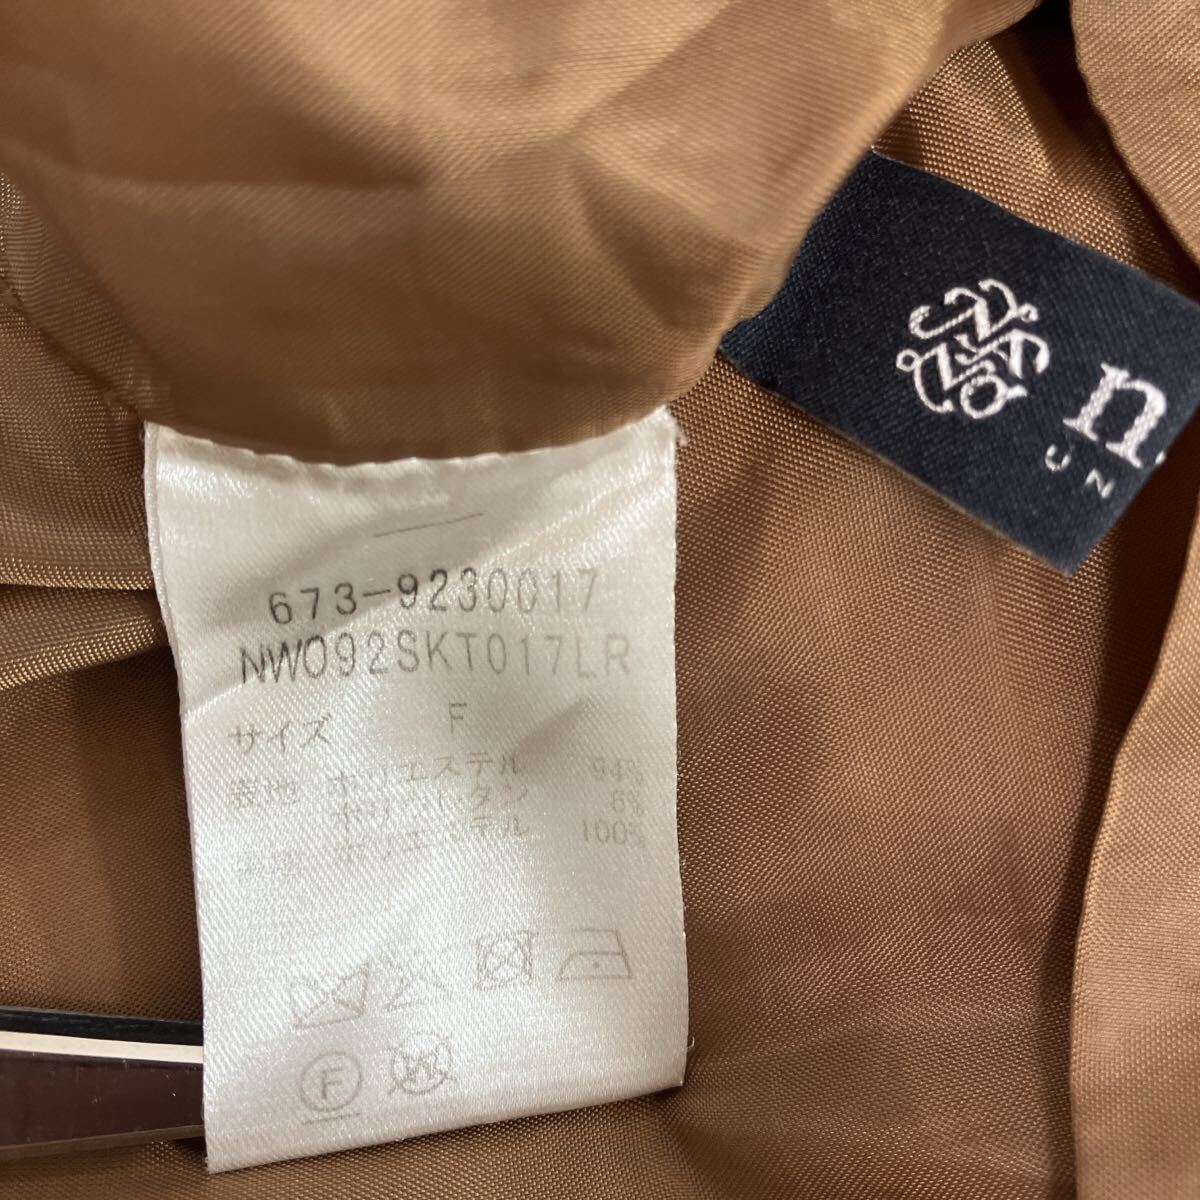 n.
UN
673-9230017
NW092SKT017LR
サイズ F
表地 ポリエステル 94%
ポリウレタン 6%
ポリエステル 100%
F
W